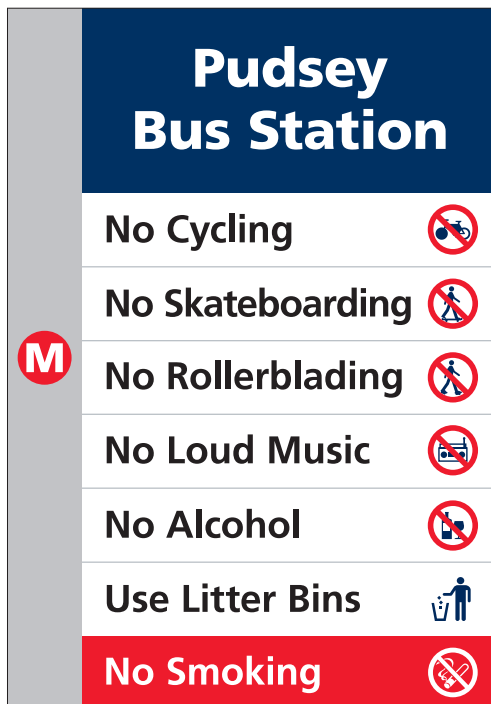 Pudsey
Bus Station
No Cycling
No Skateboarding
M
No Rollerblading
No Loud Music
No Alcohol
Use Litter Bins
No Smoking